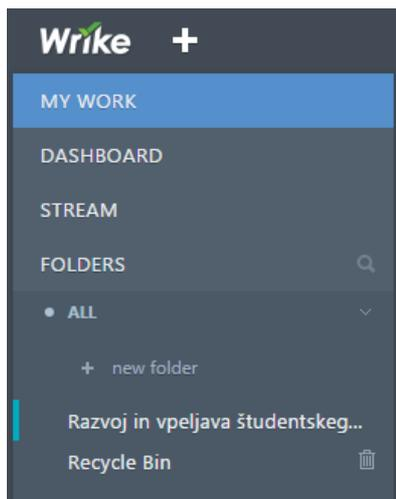 Wrike +
MY WORK
DASHBOARD
STREAM
FOLDERS
ALL
+ new folder
Razvoj in vpeljava študentskeg...
Recycle Bin